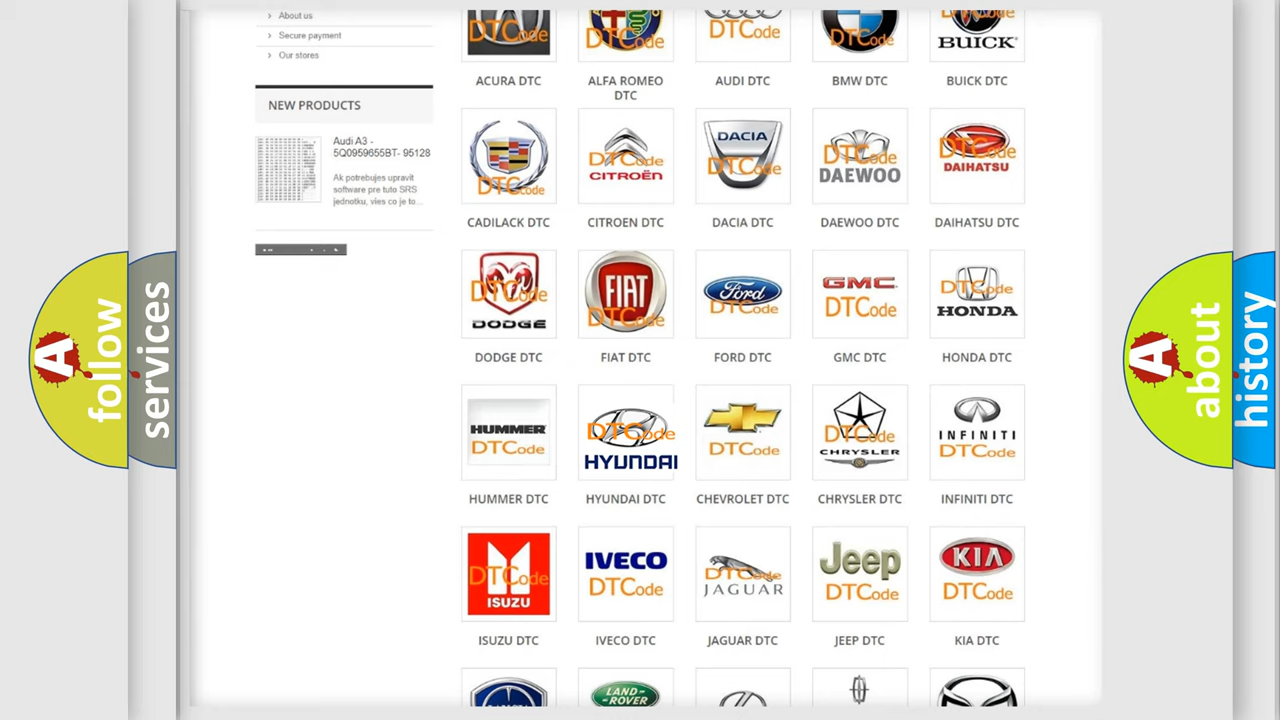 About us
Secure payment
Our stores
NEW PRODUCTS
Audi A3 -
5Q0959655BT- 95128
Ak potrebujes upravit
software pre tuto SRS
jednotku, vies co je to...
DTCode DTCode DTCode DTCode BUICK
ACURA DTC ALFA ROMEO DTC AUDI DTC BMW DTC BUICK DTC
DTCode DTCode CITROËN DACIA DTCode DTCode DAEWOO DTCode DAIHATSU
CADILACK DTC CITROEN DTC DACIA DTC DAEWOO DTC DAIHATSU DTC
DTCode DODGE FIAT DTCode Ford DTCode GMC DTCode DTCode HONDA
DODGE DTC FIAT DTC FORD DTC GMC DTC HONDA DTC
HUMMER DTCode DTCode HYUNDAI DTCode DTCode CHRYSLER INFINITI DTCode
HUMMER DTC HYUNDAI DTC CHEVROLET DTC CHRYSLER DTC INFINITI DTC
DTCode ISUZU IVECO DTCode DTCode JAGUAR Jeep DTCode KIA DTCode
ISUZU DTC IVECO DTC JAGUAR DTC JEEP DTC KIA DTC
LAND-
ROVER
A follow
services
A about
history